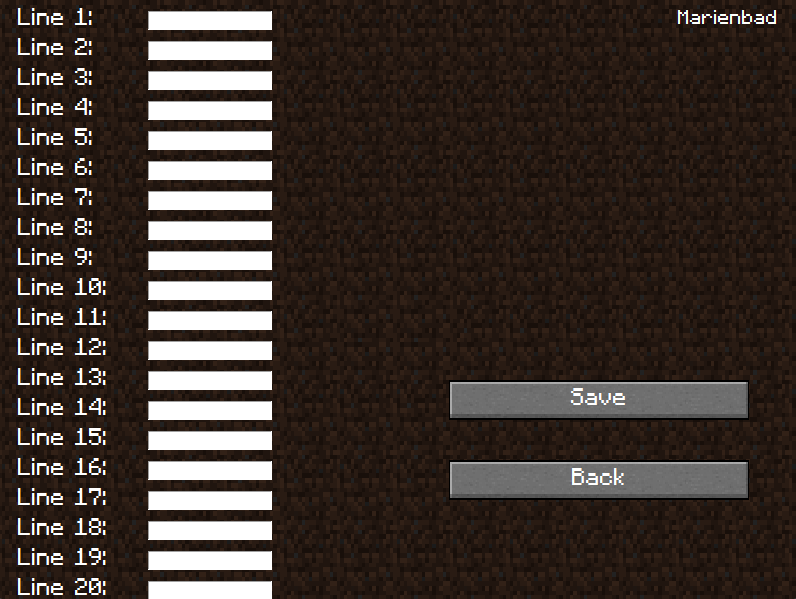 Line 1:
Marienbad
Line 2:
Line 3:
Line 4:
Line 5:
Line 6:
Line 7:
Line 8:
Line 9:
Line 10:
Line 11:
Line 12:
Line 13:
Save
Line 14:
Line 15:
Line 16:
Back
Line 17:
Line 18:
Line 19:
Line 20: